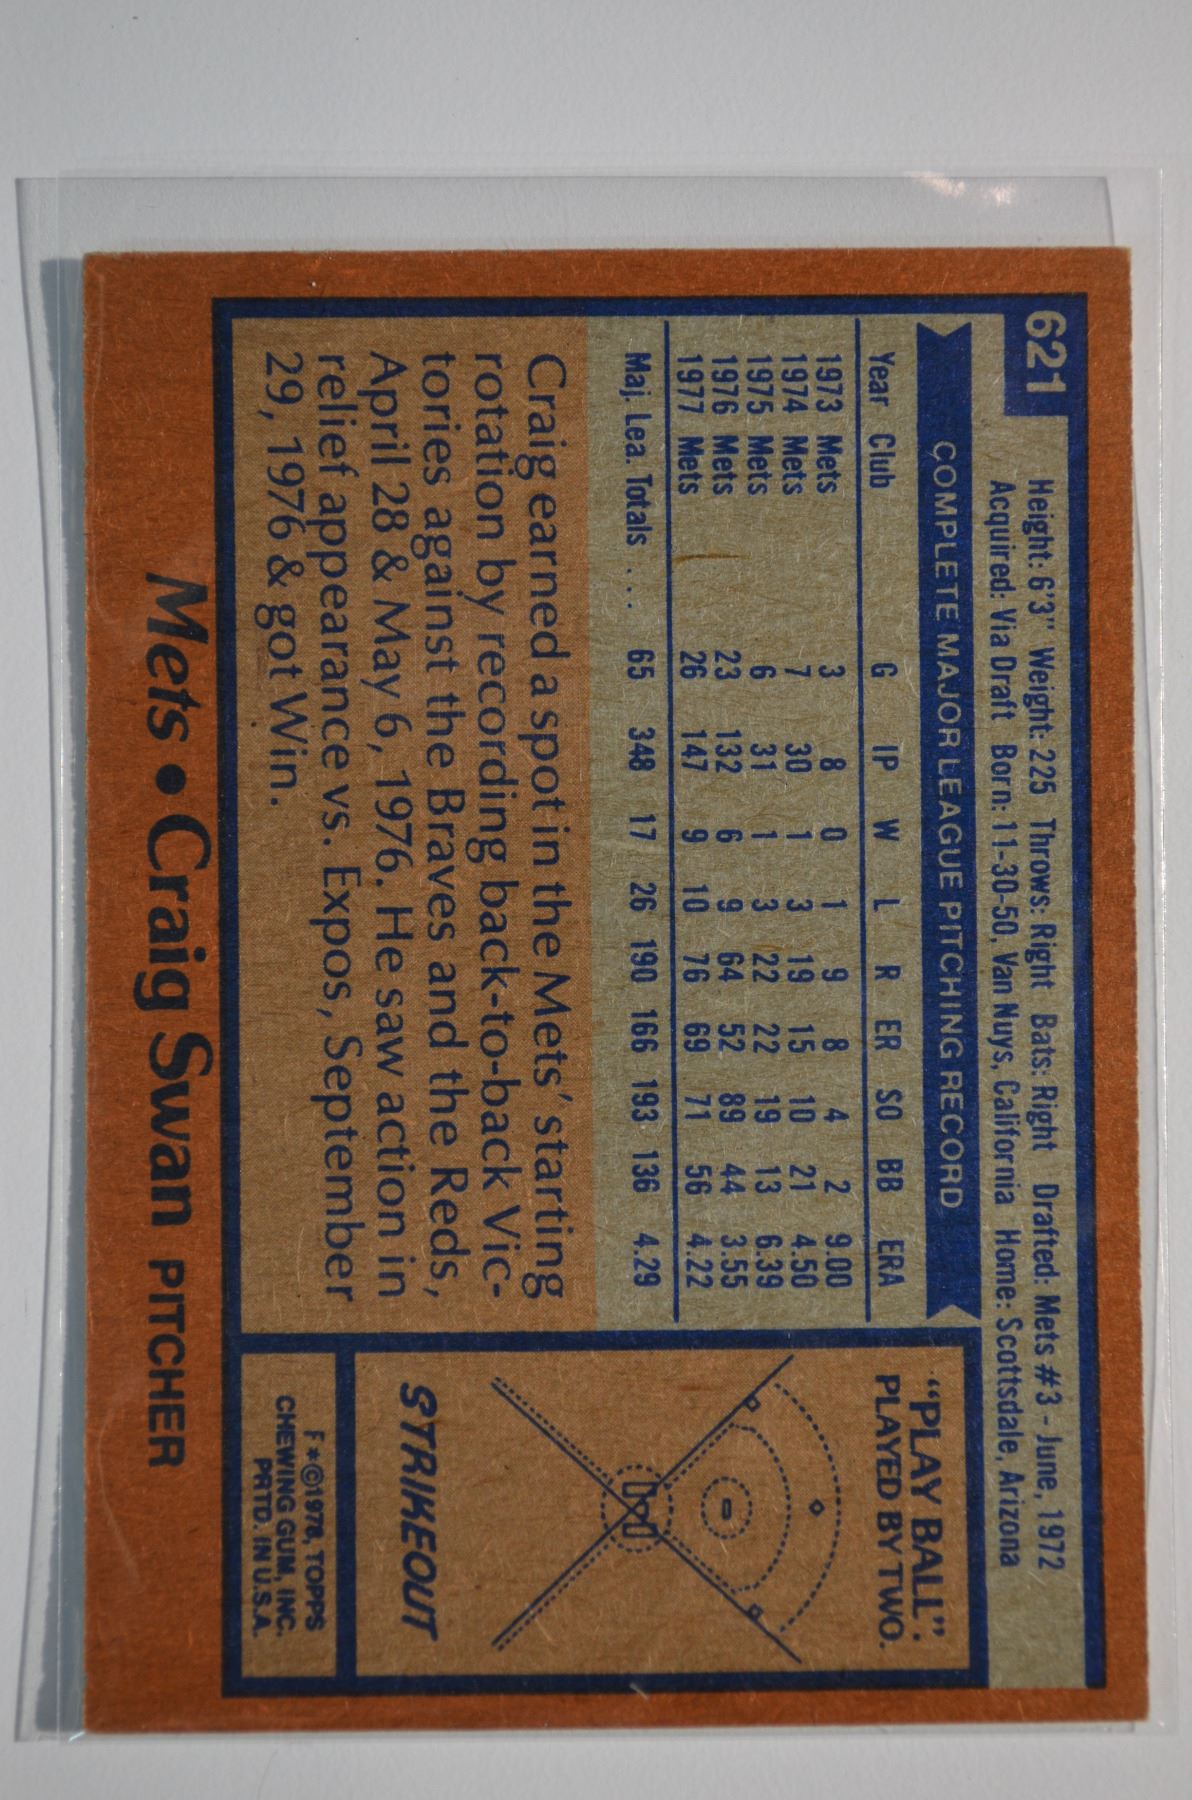 621
Height: 6'3" Weight: 225 Throws: Right Bats: Right Drafted: Mets #3 - June, 1972
Acquired: Via Draft Born: 11-30-50, Van Nuys, California Home: Scottsdale, Arizona
COMPLETE MAJOR LEAGUE PITCHING RECORD
Year Club G IP W L R ER SO BB ERA
1973 Mets 3 8 0 1 9 8 4 2 9.00
1974 Mets 7 30 1 3 19 15 10 21 4.50
1975 Mets 6 31 1 3 22 22 19 13 6.39
1976 Mets 23 132 6 9 64 52 89 44 3.55
1977 Mets 26 147 9 10 76 69 71 56 4.22
Maj. Lea. Totals ... 65 348 17 26 190 166 193 136 4.29
Craig earned a spot in the Mets' starting
rotation by recording back-to-back Vic-
tories against the Braves and the Reds,
April 28 & May 6, 1976. He saw action in
relief appearance vs. Expos, September
29, 1976 & got Win.
"PLAY BALL":
PLAYED BY TWO.
STRIKEOUT
F*©1978, TOPPS
CHEWING GUM, INC.
PRTD. IN U.S.A.
Mets • Craig Swan PITCHER